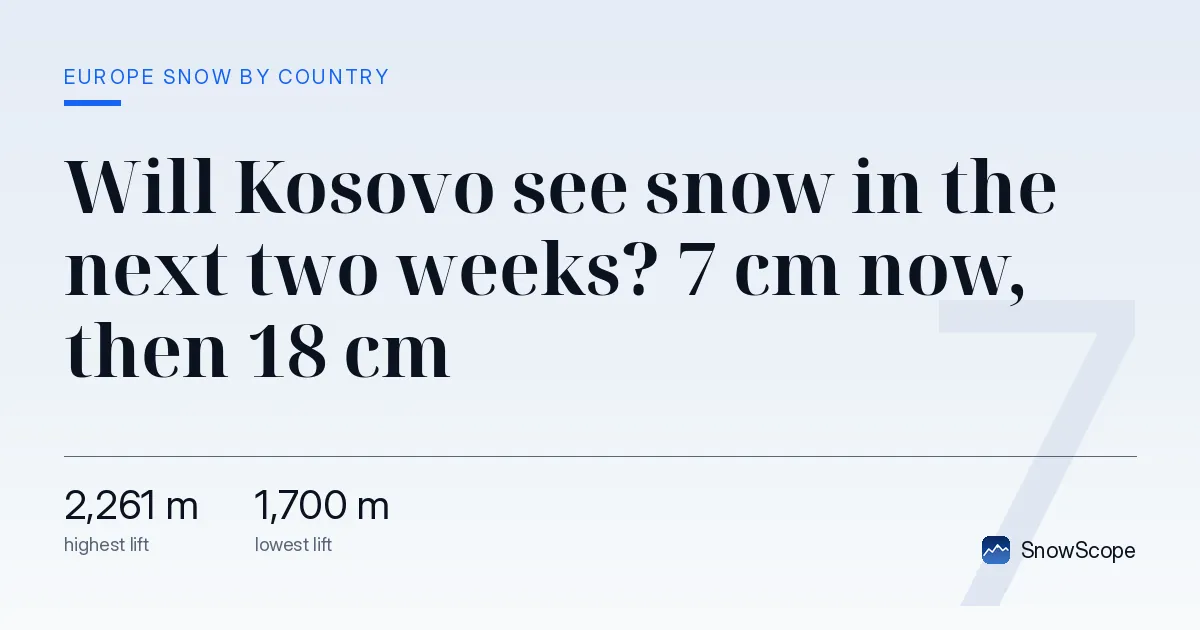 EUROPE SNOW BY COUNTRY
Will Kosovo see snow in the
next two weeks? 7 cm now,
then 18 cm
7
2,261 m
highest lift
1,700 m
lowest lift
SnowScope